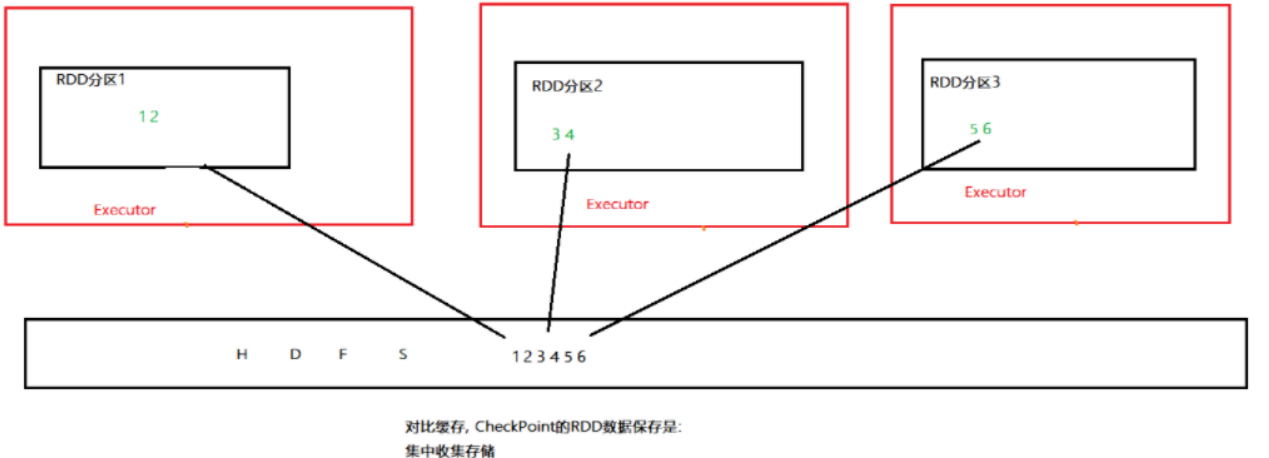 RDD分区1
RDD分区2
RDD分区3
1 2
3 4
5 6
Executor
Executor
Executor
H D F S
1 2 3 4 5 6
对比缓存, CheckPoint的RDD数据保存是:
集中收集存储